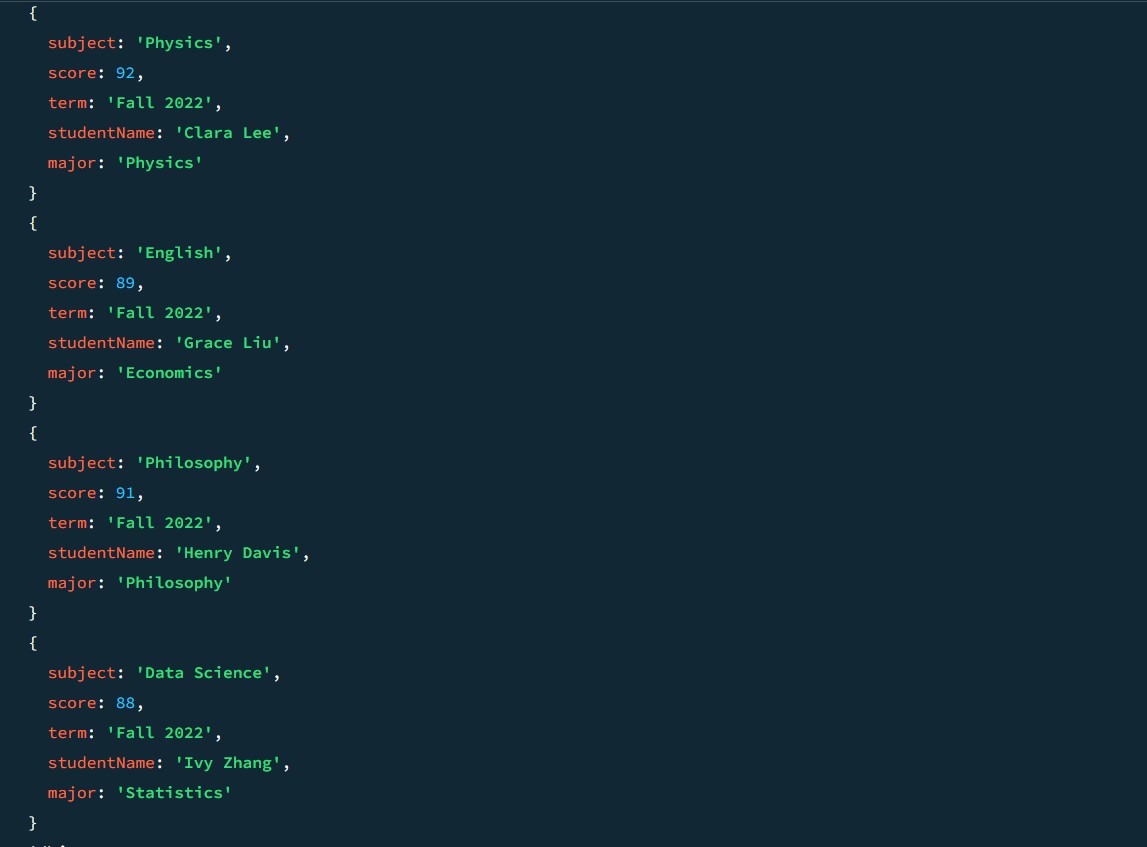 {
  subject: 'Physics',
  score: 92,
  term: 'Fall 2022',
  studentName: 'Clara Lee',
  major: 'Physics'
}
{
  subject: 'English',
  score: 89,
  term: 'Fall 2022',
  studentName: 'Grace Liu',
  major: 'Economics'
}
{
  subject: 'Philosophy',
  score: 91,
  term: 'Fall 2022',
  studentName: 'Henry Davis',
  major: 'Philosophy'
}
{
  subject: 'Data Science',
  score: 88,
  term: 'Fall 2022',
  studentName: 'Ivy Zhang',
  major: 'Statistics'
}